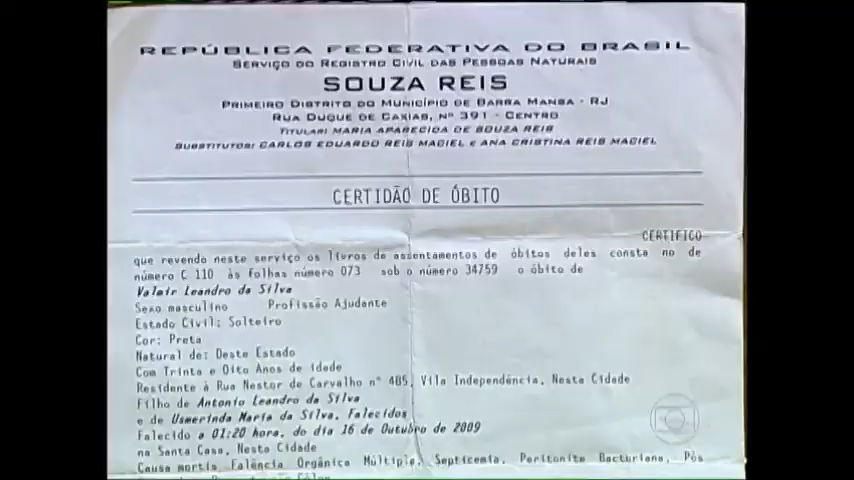 REPÚBLICA FEDERATIVA DO BRASIL
SERVIÇO DO REGISTRO CIVIL DAS PESSOAS NATURAIS
SOUZA REIS
PRIMEIRO DISTRITO DO MUNICÍPIO DE BARRA MANSA - RJ
RUA DUQUE DE CAXIAS, Nº 391 - CENTRO
TITULAR: MARIA APARECIDA DE SOUZA REIS
SUBSTITUTOS: CARLOS EDUARDO REIS MACIEL E ANA CRISTINA REIS MACIEL
CERTIDÃO DE ÓBITO
CERTIFICO
que revendo neste serviço os livros de assentamentos de óbitos deles consta no de
número C 110 às folhas número 073 sob o número 34759 o óbito de
Valmir Leandro da Silva
Sexo masculino Profissão Ajudante
Estado Civil: Solteiro
Cor: Preta
Natural de: Deste Estado
Com Trinta e Oito Anos de idade
Residente à Rua Nestor de Carvalho nº 485, Vila Independência, Nesta Cidade
Filho de Antonio Leandro da Silva
e de Usmerinda Maria da Silva, Falecidos
Falecido a 01:20 hora, do dia 16 de Outubro de 2009
na Santa Casa, Nesta Cidade
Causa mortis Falência Orgânica Múltipla, Septicemia, Peritonite Bacturiana, Pós